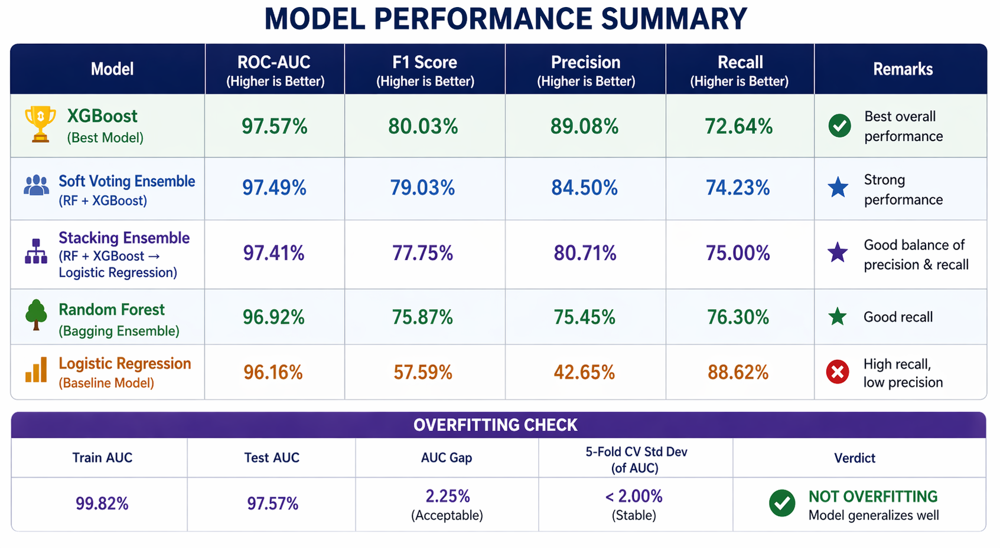 MODEL PERFORMANCE SUMMARY
Model
ROC-AUC
(Higher is Better)
F1 Score
(Higher is Better)
Precision
(Higher is Better)
Recall
(Higher is Better)
Remarks
XGBoost
(Best Model)
97.57%
80.03%
89.08%
72.64%
Best overall
performance
Soft Voting Ensemble
(RF + XGBoost)
97.49%
79.03%
84.50%
74.23%
Strong
performance
Stacking Ensemble
(RF + XGBoost →
Logistic Regression)
97.41%
77.75%
80.71%
75.00%
Good balance of
precision & recall
Random Forest
(Bagging Ensemble)
96.92%
75.87%
75.45%
76.30%
Good recall
Logistic Regression
(Baseline Model)
96.16%
57.59%
42.65%
88.62%
High recall,
low precision
OVERFITTING CHECK
Train AUC
Test AUC
AUC Gap
5-Fold CV Std Dev
(of AUC)
Verdict
99.82%
97.57%
2.25%
(Acceptable)
< 2.00%
(Stable)
NOT OVERFITTING
Model generalizes well